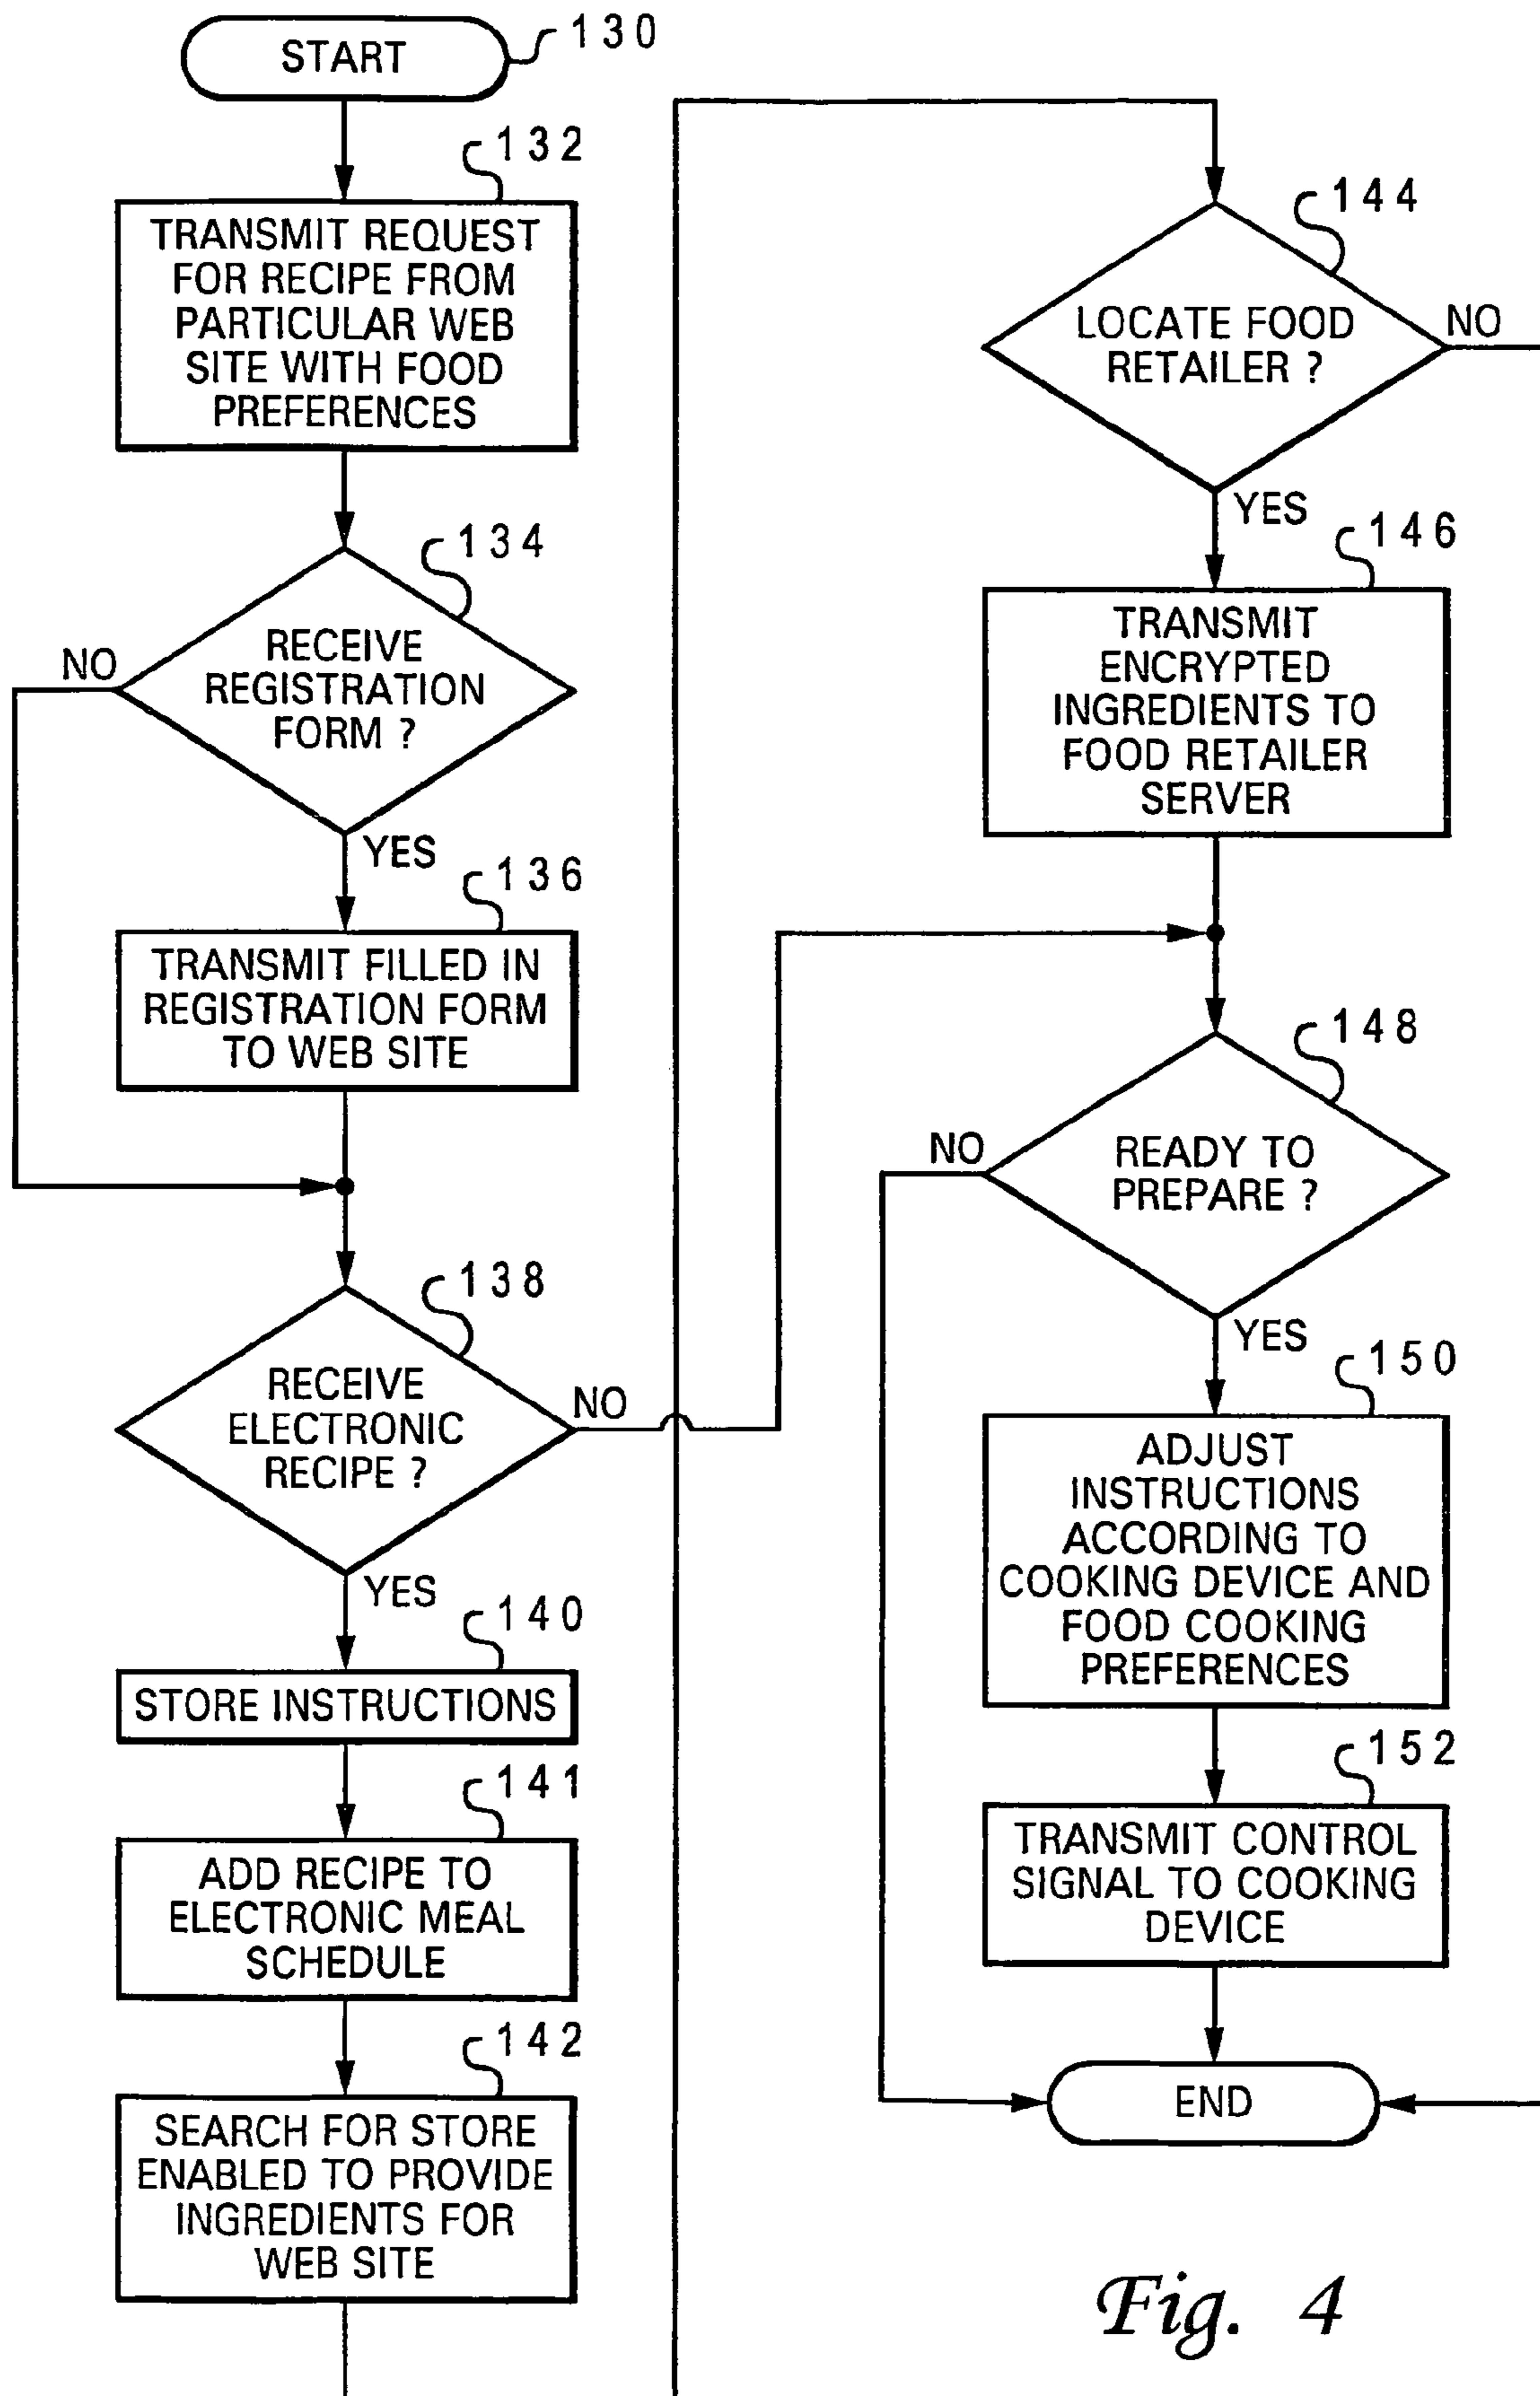 START
130
132
TRANSMIT REQUEST
FOR RECIPE FROM
PARTICULAR WEB
SITE WITH FOOD
PREFERENCES
134
RECEIVE
REGISTRATION
FORM ?
NO
YES
136
TRANSMIT FILLED IN
REGISTRATION FORM
TO WEB SITE
138
RECEIVE
ELECTRONIC
RECIPE ?
NO
YES
140
STORE INSTRUCTIONS
141
ADD RECIPE TO
ELECTRONIC MEAL
SCHEDULE
142
SEARCH FOR STORE
ENABLED TO PROVIDE
INGREDIENTS FOR
WEB SITE
144
LOCATE FOOD
RETAILER ?
NO
YES
146
TRANSMIT
ENCRYPTED
INGREDIENTS TO
FOOD RETAILER
SERVER
148
READY TO
PREPARE ?
NO
YES
150
ADJUST
INSTRUCTIONS
ACCORDING TO
COOKING DEVICE AND
FOOD COOKING
PREFERENCES
152
TRANSMIT CONTROL
SIGNAL TO COOKING
DEVICE
END
Fig. 4